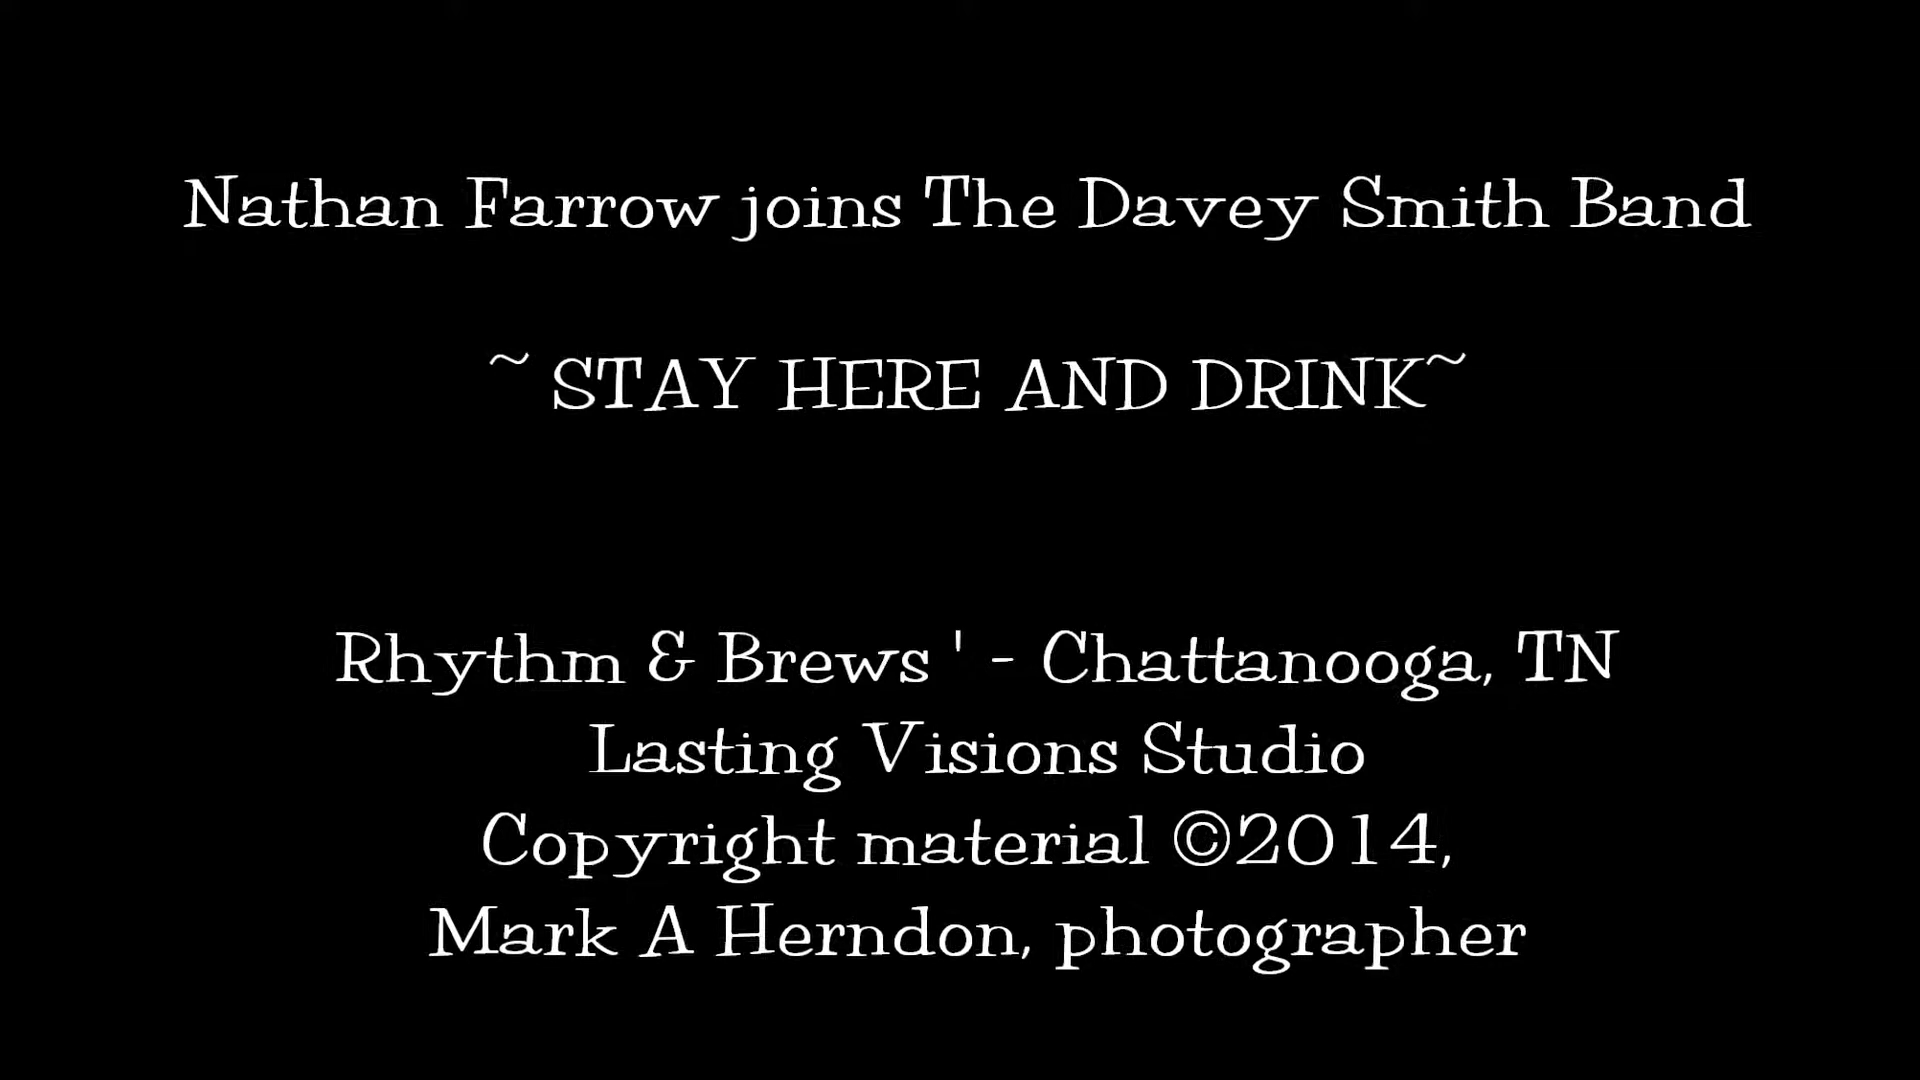 Nathan Farrow joins The Davey Smith Band
~ STAY HERE AND DRINK~
Rhythm & Brews ' - Chattanooga, TN
Lasting Visions Studio
Copyright material ©2014,
Mark A Herndon, photographer